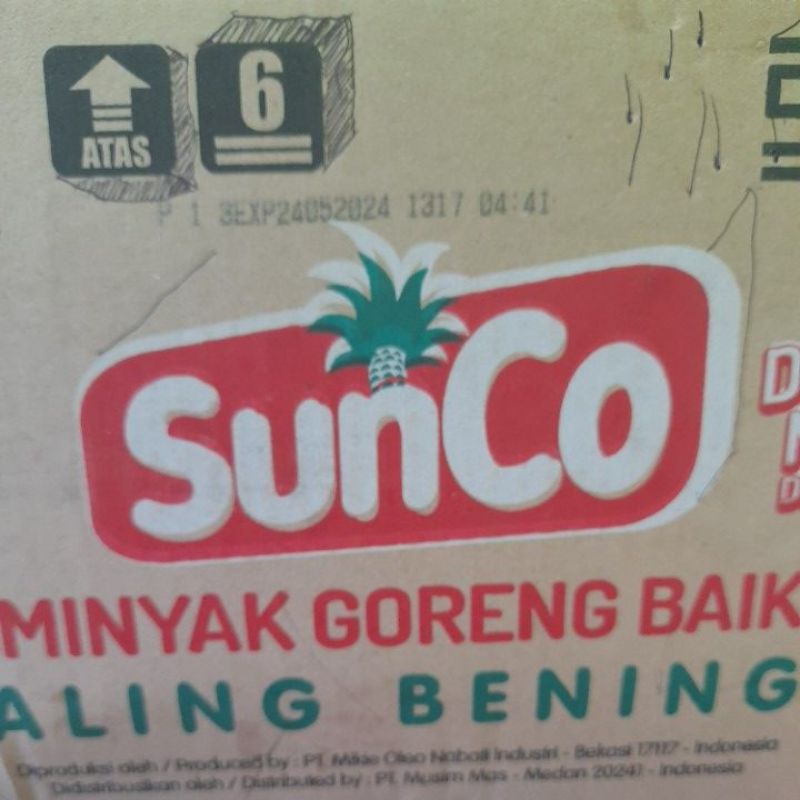 ATAS
6
P 1 3EXP24052024 1317 04:41
SunCo
MINYAK GORENG BAIK
ALING BENING
Diproduksi oleh / Produced by : PT. Mikie Oleo Nabati Industri - Bekasi 17117 - Indonesia
Didistribusikan oleh / Distributed by : PT. Musim Mas - Medan 20241 - Indonesia